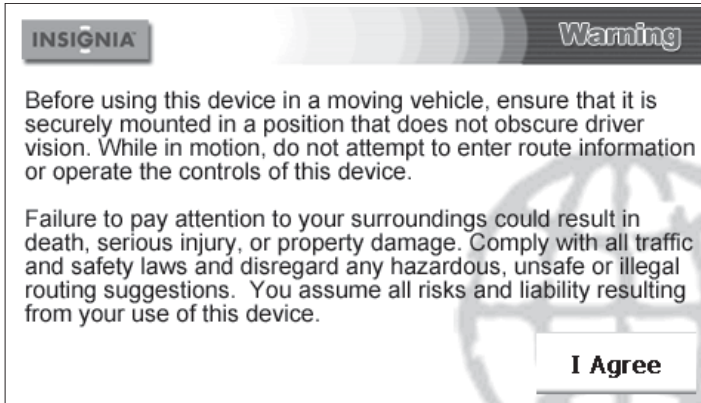 INSIGNIA
Warning
Before using this device in a moving vehicle, ensure that it is
securely mounted in a position that does not obscure driver
vision. While in motion, do not attempt to enter route information
or operate the controls of this device.
Failure to pay attention to your surroundings could result in
death, serious injury, or property damage. Comply with all traffic
and safety laws and disregard any hazardous, unsafe or illegal
routing suggestions.  You assume all risks and liability resulting
from your use of this device.
I Agree